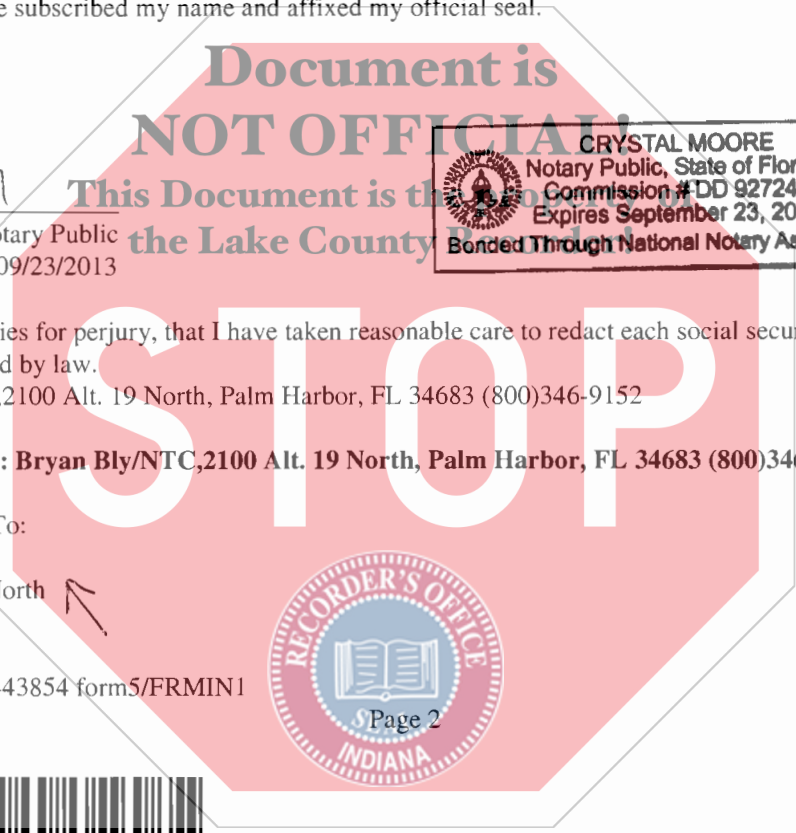 e subscribed my name and affixed my official seal.
Document is
NOT OFFICIAL!
This Document is the property of
the Lake County Recorder!
CRYSTAL MOORE
Notary Public, State of Flor
Commission # DD 92724
Expires September 23, 20
Bonded Through National Notary As
otary Public
09/23/2013
STOP
ies for perjury, that I have taken reasonable care to redact each social secu
d by law.
,2100 Alt. 19 North, Palm Harbor, FL 34683 (800)346-9152
: Bryan Bly/NTC,2100 Alt. 19 North, Palm Harbor, FL 34683 (800)34
To:
North
43854 form5/FRMIN1
Page 2
RECORDER'S OFFICE
SEAL
INDIANA